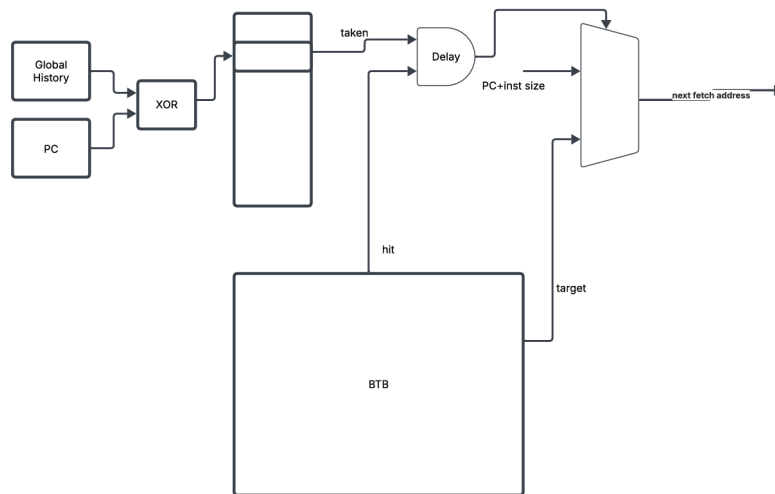 taken
Global
History
Delay
PC+inst size
next fetch address
XOR
PC
hit
target
BTB